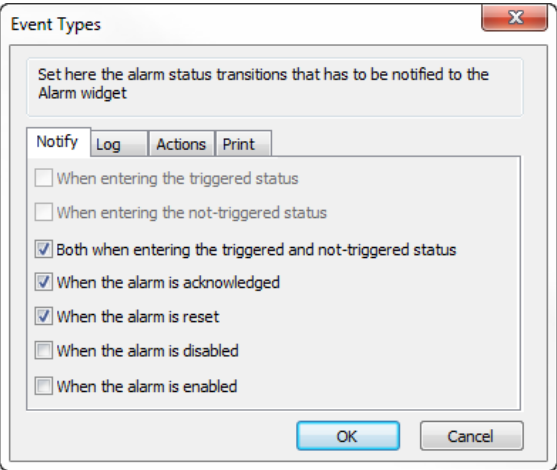 Event Types
Set here the alarm status transitions that has to be notified to the
Alarm widget
Notify Log Actions Print
When entering the triggered status
When entering the not-triggered status
Both when entering the triggered and not-triggered status
When the alarm is acknowledged
When the alarm is reset
When the alarm is disabled
When the alarm is enabled
OK Cancel